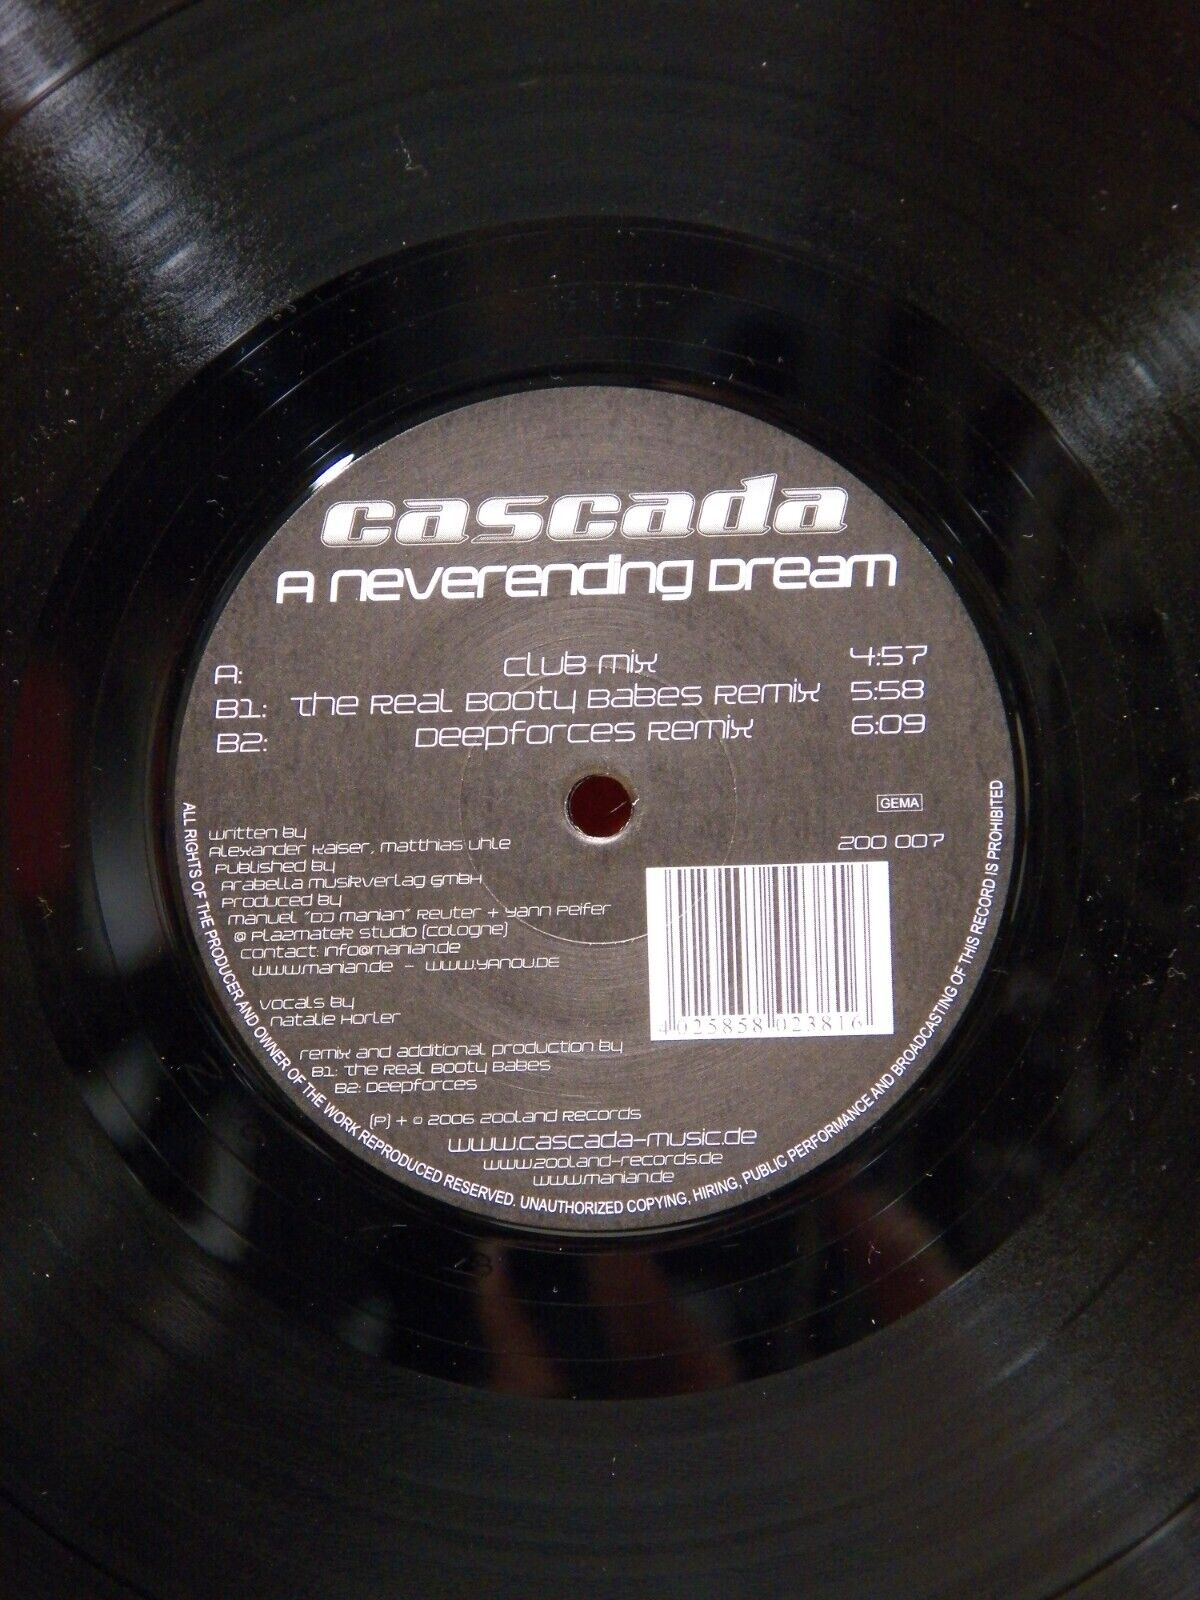 cascada
A Neverending Dream
A: Club Mix 4:57
B1: The Real Booty Babes Remix 5:58
B2: Deepforces Remix 6:09
GEMA
ZOO 007
Written by
Alexander Kaiser, Matthias Uhle
Published by
Arabella Musikverlag GmbH
Produced by
Manuel "DJ Manian" Reuter + Yann Peifer
@ Plazmatek Studio (Cologne)
Contact: info@manian.de
www.manian.de - www.yanou.de
Vocals by
Natalie Horler
Remix and additional production by
B1: The Real Booty Babes
B2: Deepforces
4 025858 023816
(P) + © 2006 Zooland Records
www.cascada-music.de
www.zooland-records.de
www.manian.de
ALL RIGHTS OF THE PRODUCER AND OWNER OF THE WORK REPRODUCED RESERVED. UNAUTHORIZED COPYING, HIRING, PUBLIC PERFORMANCE AND BROADCASTING OF THIS RECORD IS PROHIBITED